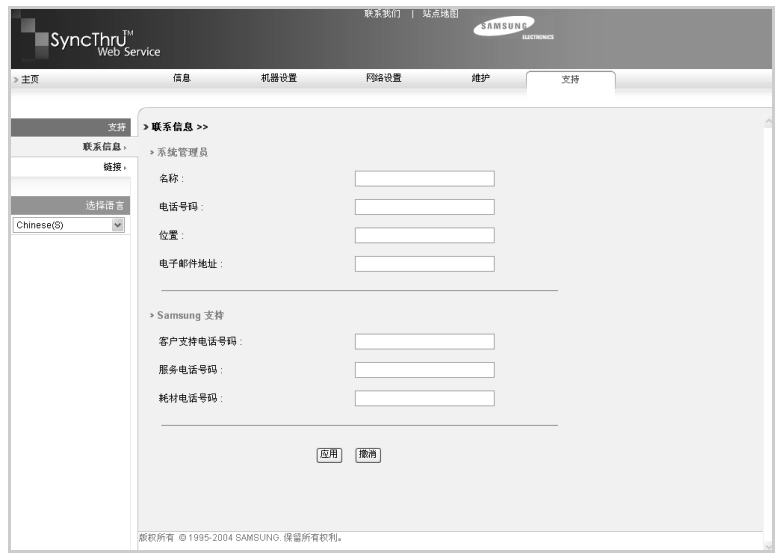 联系我们 | 站点地图
SyncThru™
Web Service
SAMSUNG
ELECTRONICS
» 主页 信息 机器设置 网络设置 维护 支持
支持
联系信息
链接
选择语言
Chinese(S)
联系信息 >>
系统管理员
名称 :
电话号码 :
位置 :
电子邮件地址 :
Samsung 支持
客户支持电话号码 :
服务电话号码 :
耗材电话号码 :
应用 撤消
版权所有 © 1995-2004 SAMSUNG. 保留所有权利。